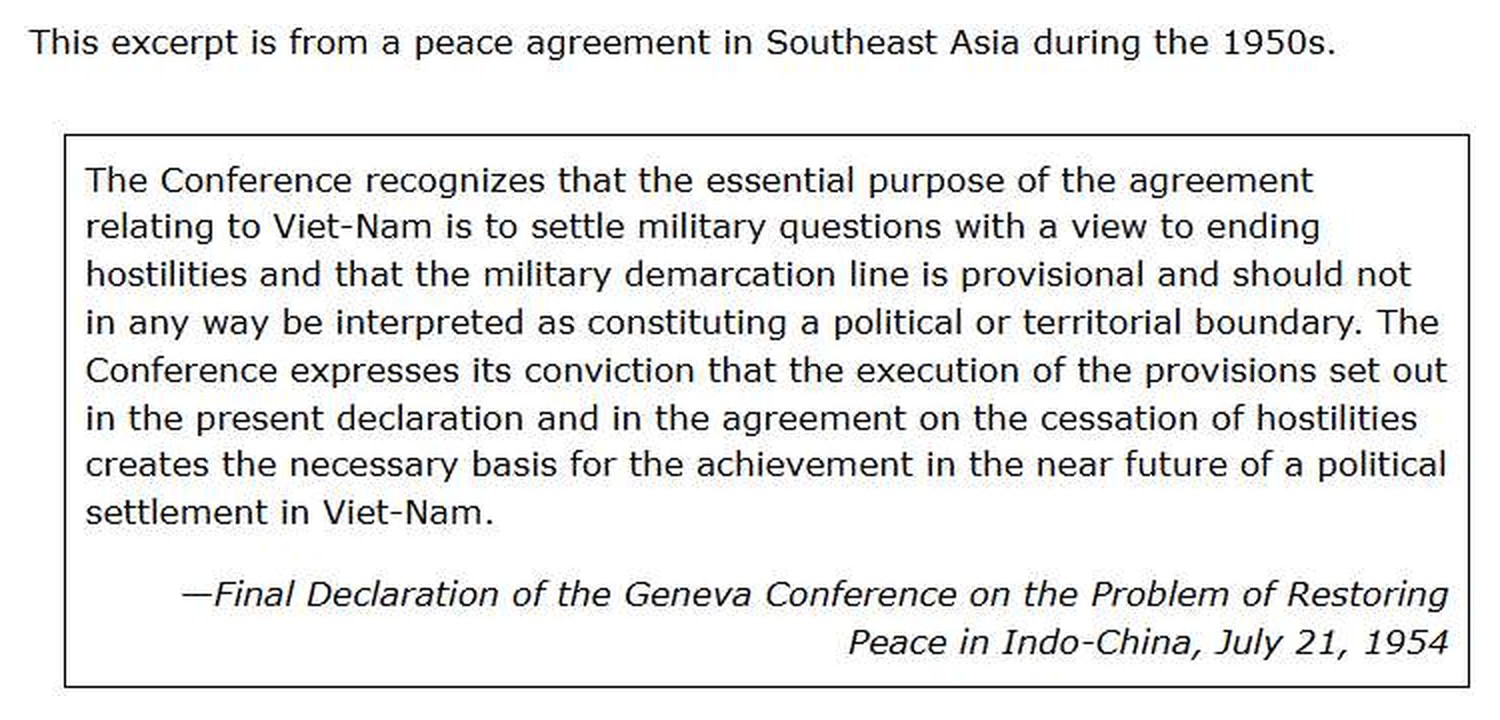 This excerpt is from a peace agreement in Southeast Asia during the 1950s.
The Conference recognizes that the essential purpose of the agreement
relating to Viet-Nam is to settle military questions with a view to ending
hostilities and that the military demarcation line is provisional and should not
in any way be interpreted as constituting a political or territorial boundary. The
Conference expresses its conviction that the execution of the provisions set out
in the present declaration and in the agreement on the cessation of hostilities
creates the necessary basis for the achievement in the near future of a political
settlement in Viet-Nam.
—Final Declaration of the Geneva Conference on the Problem of Restoring
Peace in Indo-China, July 21, 1954